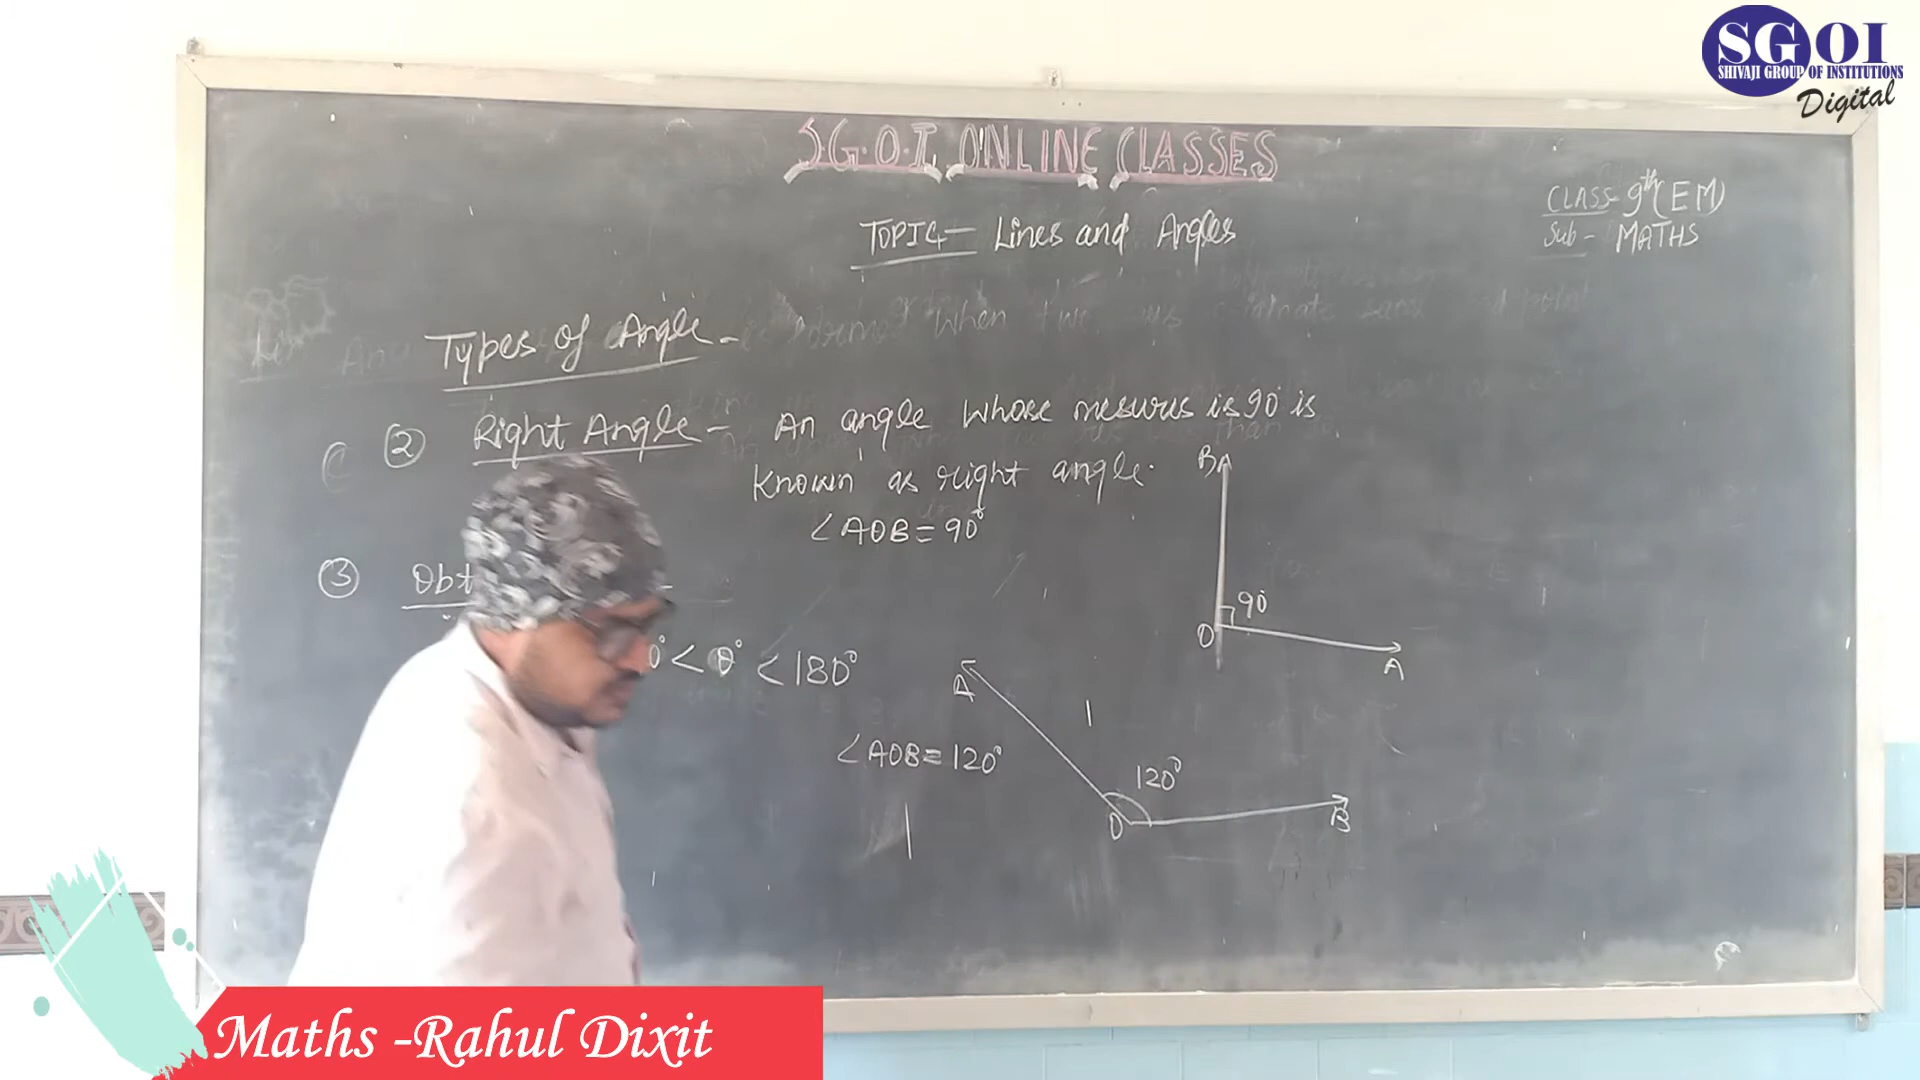 SGOI
SHIVAJI GROUP OF INSTITUTIONS
Digital
S.G.O.I. ONLINE CLASSES
CLASS- 9th (EM)
Sub - MATHS
TOPIC - Lines and Angles
Types of Angle -
② Right Angle - An angle whose mesures is 90° is
known as right angle.
∠AOB = 90°
B
90°
O
A
③ Obt
0° < θ° < 180°
A
∠AOB = 120°
120°
O
B
Maths -Rahul Dixit